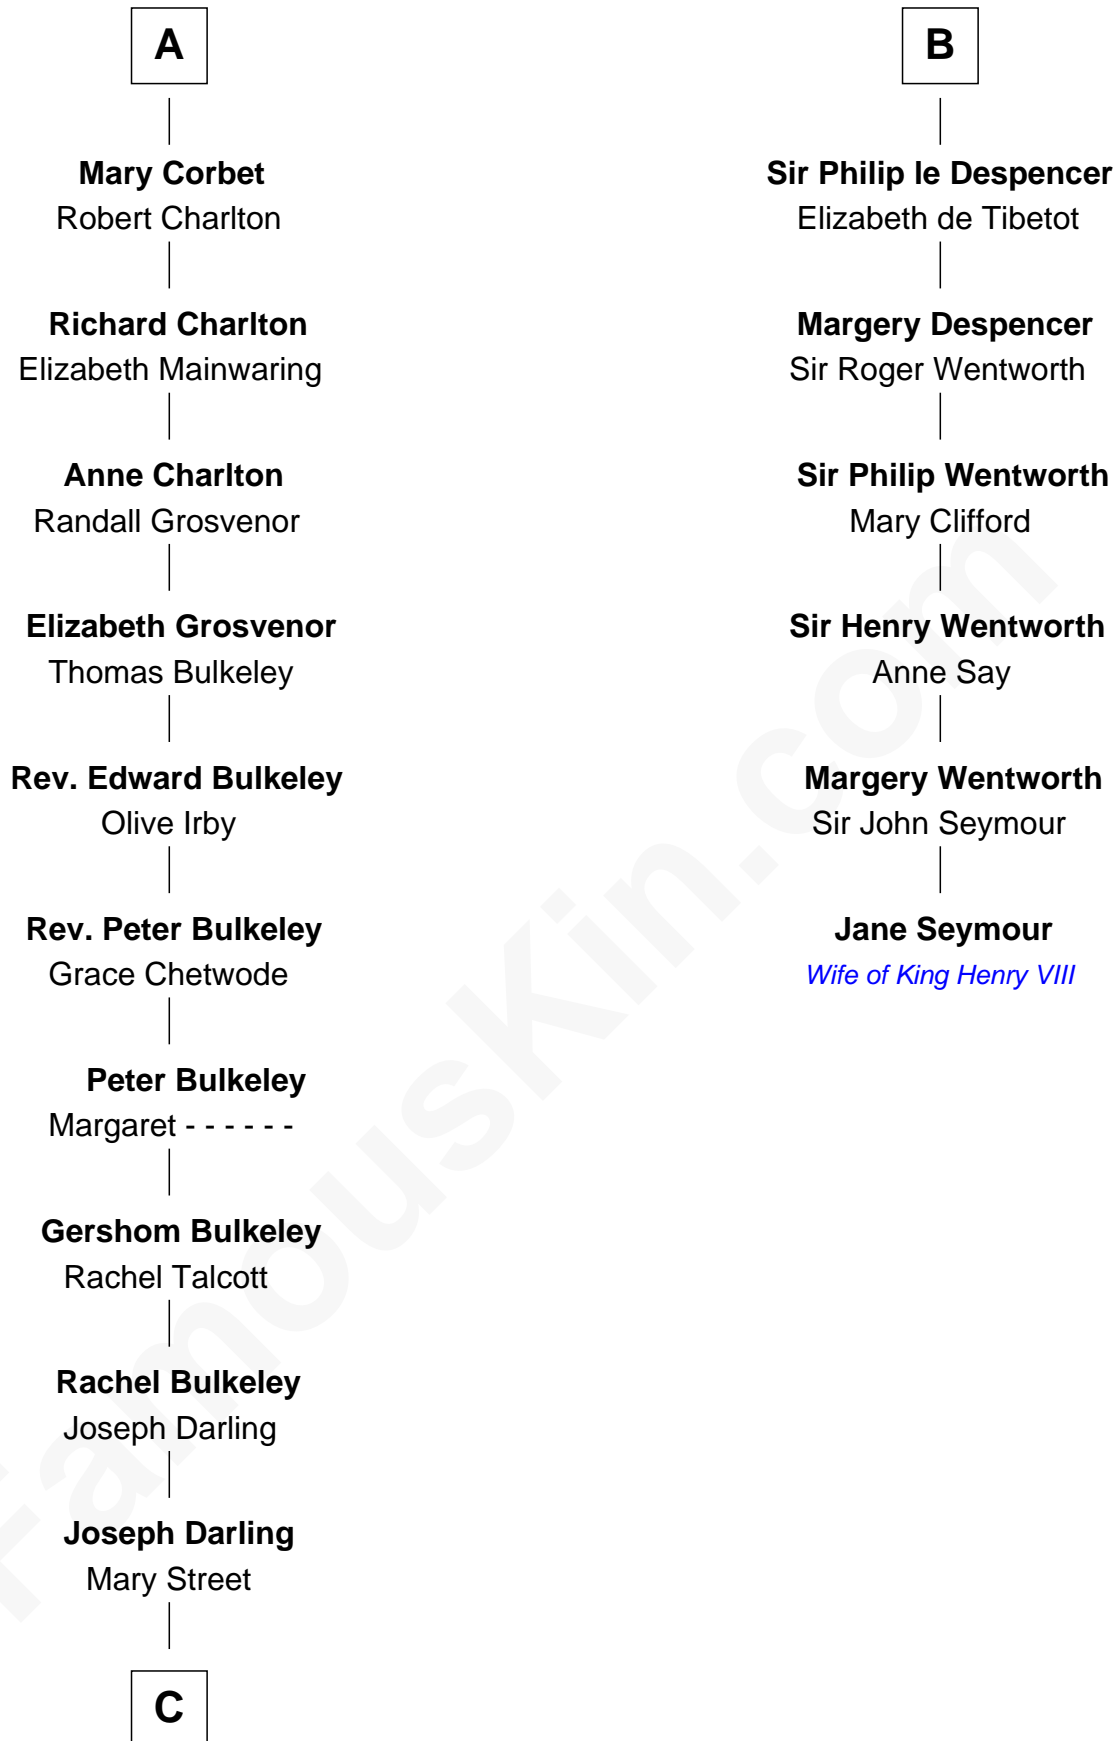 A
Mary Corbet
Robert Charlton
Richard Charlton
Elizabeth Mainwaring
Anne Charlton
Randall Grosvenor
Elizabeth Grosvenor
Thomas Bulkeley
Rev. Edward Bulkeley
Olive Irby
Rev. Peter Bulkeley
Grace Chetwode
Peter Bulkeley
Margaret - - - - - -
Gershom Bulkeley
Rachel Talcott
Rachel Bulkeley
Joseph Darling
Joseph Darling
Mary Street
C
B
Sir Philip le Despencer
Elizabeth de Tibetot
Margery Despencer
Sir Roger Wentworth
Sir Philip Wentworth
Mary Clifford
Sir Henry Wentworth
Anne Say
Margery Wentworth
Sir John Seymour
Jane Seymour
Wife of King Henry VIII
FamousKin.com